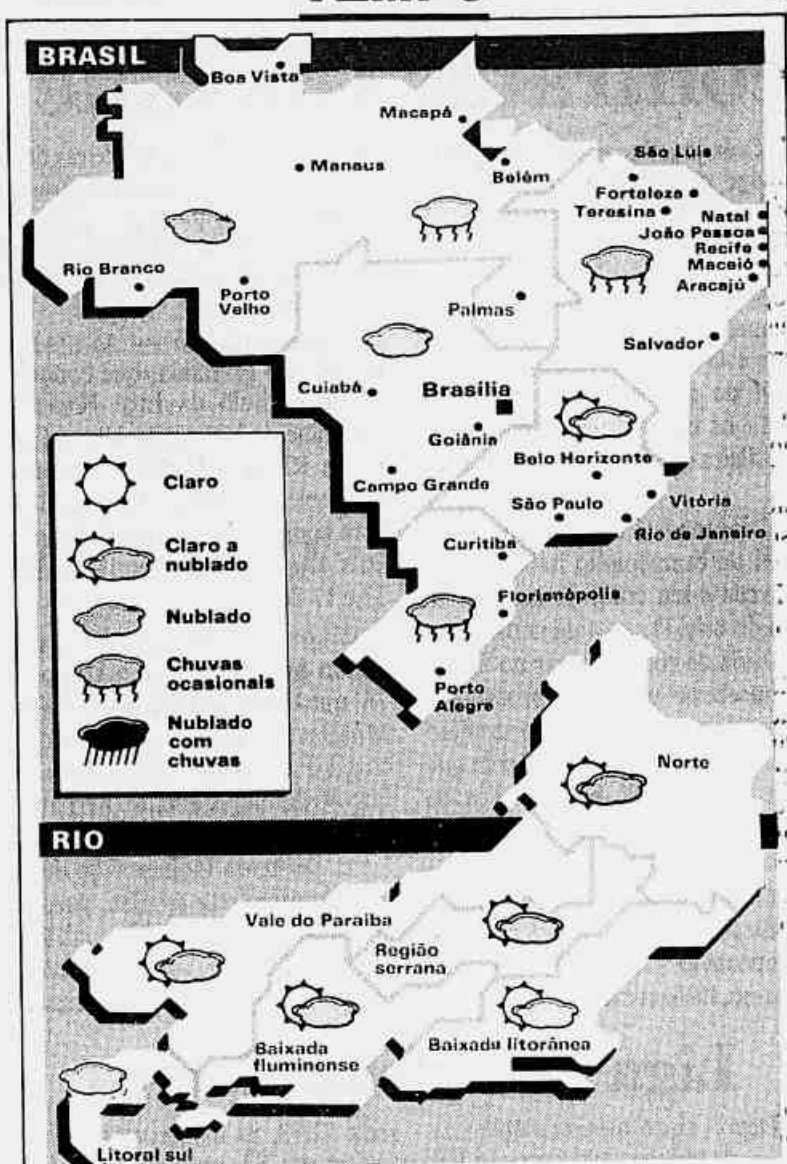 BRASIL
Boa Vista
Macapá
Manaus
Belém
São Luís
Fortaleza
Teresina
Natal
João Pessoa
Recife
Maceió
Aracajú
Rio Branco
Porto
Velho
Palmas
Salvador
Cuiabá
Brasília
Goiânia
Belo Horizonte
Campo Grande
São Paulo
Vitória
Rio de Janeiro
Curitiba
Florianópolis
Porto
Alegre
Claro
Claro a
nublado
Nublado
Chuvas
ocasionais
Nublado
com
chuvas
RIO
Norte
Vale do Paraiba
Região
serrana
Baixada
fluminense
Baixada litorânea
Litoral sul